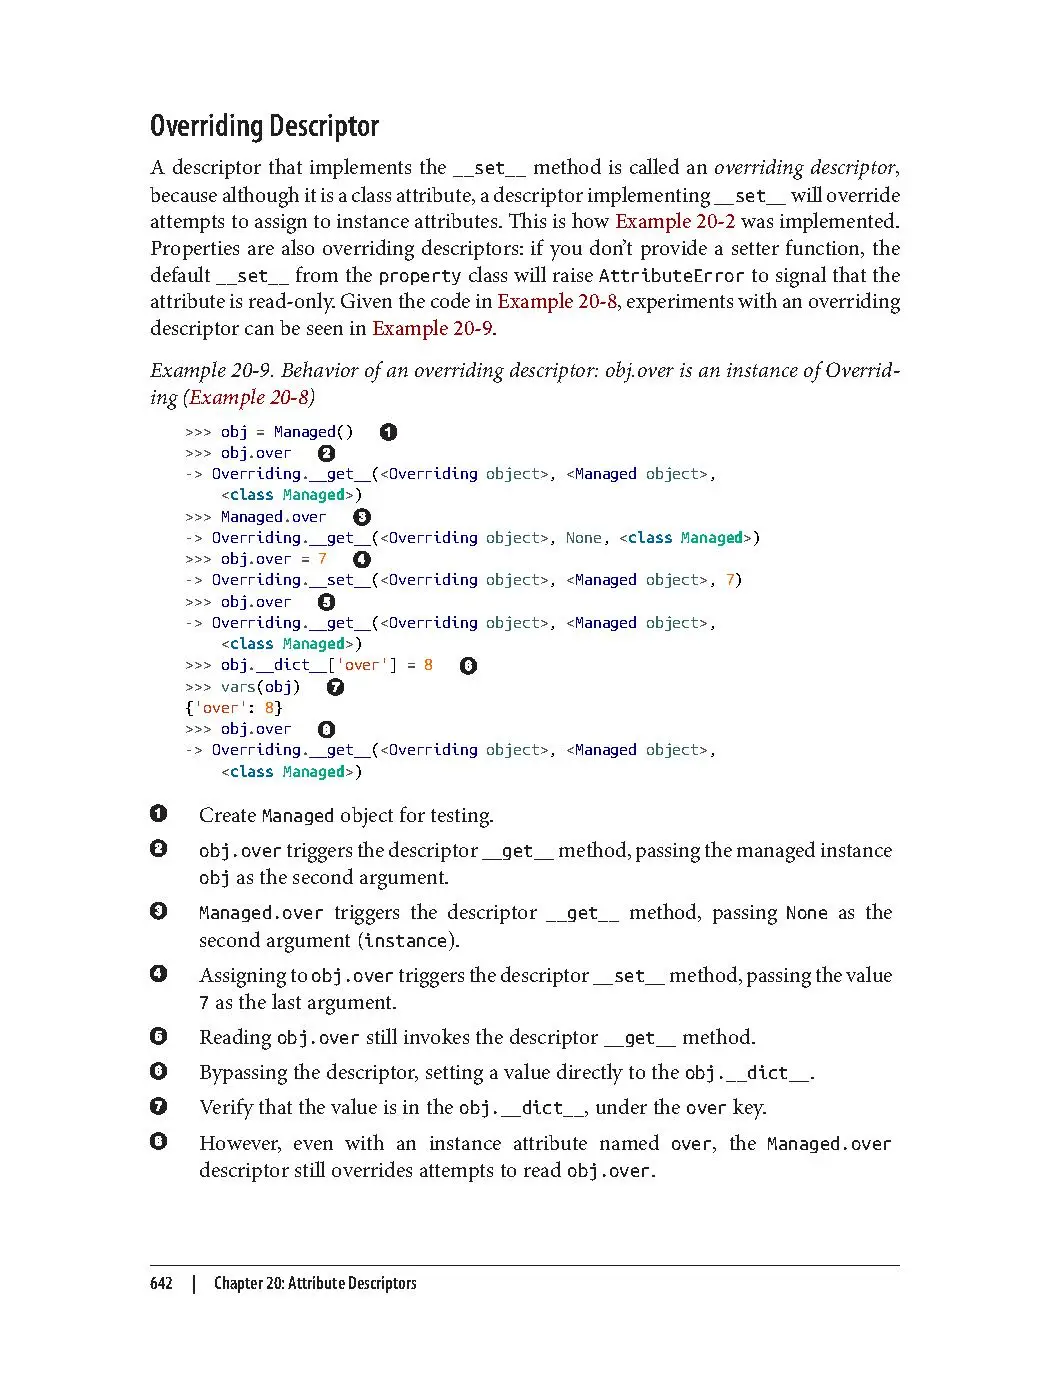 Overriding Descriptor
A descriptor that implements the __set__ method is called an overriding descriptor,
because although it is a class attribute, a descriptor implementing __set__ will override
attempts to assign to instance attributes. This is how Example 20-2 was implemented.
Properties are also overriding descriptors: if you don’t provide a setter function, the
default __set__ from the property class will raise AttributeError to signal that the
attribute is read-only. Given the code in Example 20-8, experiments with an overriding
descriptor can be seen in Example 20-9.
Example 20-9. Behavior of an overriding descriptor: obj.over is an instance of Overrid-
ing (Example 20-8)
>>> obj = Managed() ❶
>>> obj.over ❷
-> Overriding.__get__(<Overriding object>, <Managed object>,
    <class Managed>)
>>> Managed.over ❸
-> Overriding.__get__(<Overriding object>, None, <class Managed>)
>>> obj.over = 7 ❹
-> Overriding.__set__(<Overriding object>, <Managed object>, 7)
>>> obj.over ❺
-> Overriding.__get__(<Overriding object>, <Managed object>,
    <class Managed>)
>>> obj.__dict__['over'] = 8 ❻
>>> vars(obj) ❼
{'over': 8}
>>> obj.over ❽
-> Overriding.__get__(<Overriding object>, <Managed object>,
    <class Managed>)
❶ Create Managed object for testing.
❷ obj.over triggers the descriptor __get__ method, passing the managed instance
obj as the second argument.
❸ Managed.over triggers the descriptor __get__ method, passing None as the
second argument (instance).
❹ Assigning to obj.over triggers the descriptor __set__ method, passing the value
7 as the last argument.
❺ Reading obj.over still invokes the descriptor __get__ method.
❻ Bypassing the descriptor, setting a value directly to the obj.__dict__.
❼ Verify that the value is in the obj.__dict__, under the over key.
❽ However, even with an instance attribute named over, the Managed.over
descriptor still overrides attempts to read obj.over.
642 | Chapter 20: Attribute Descriptors